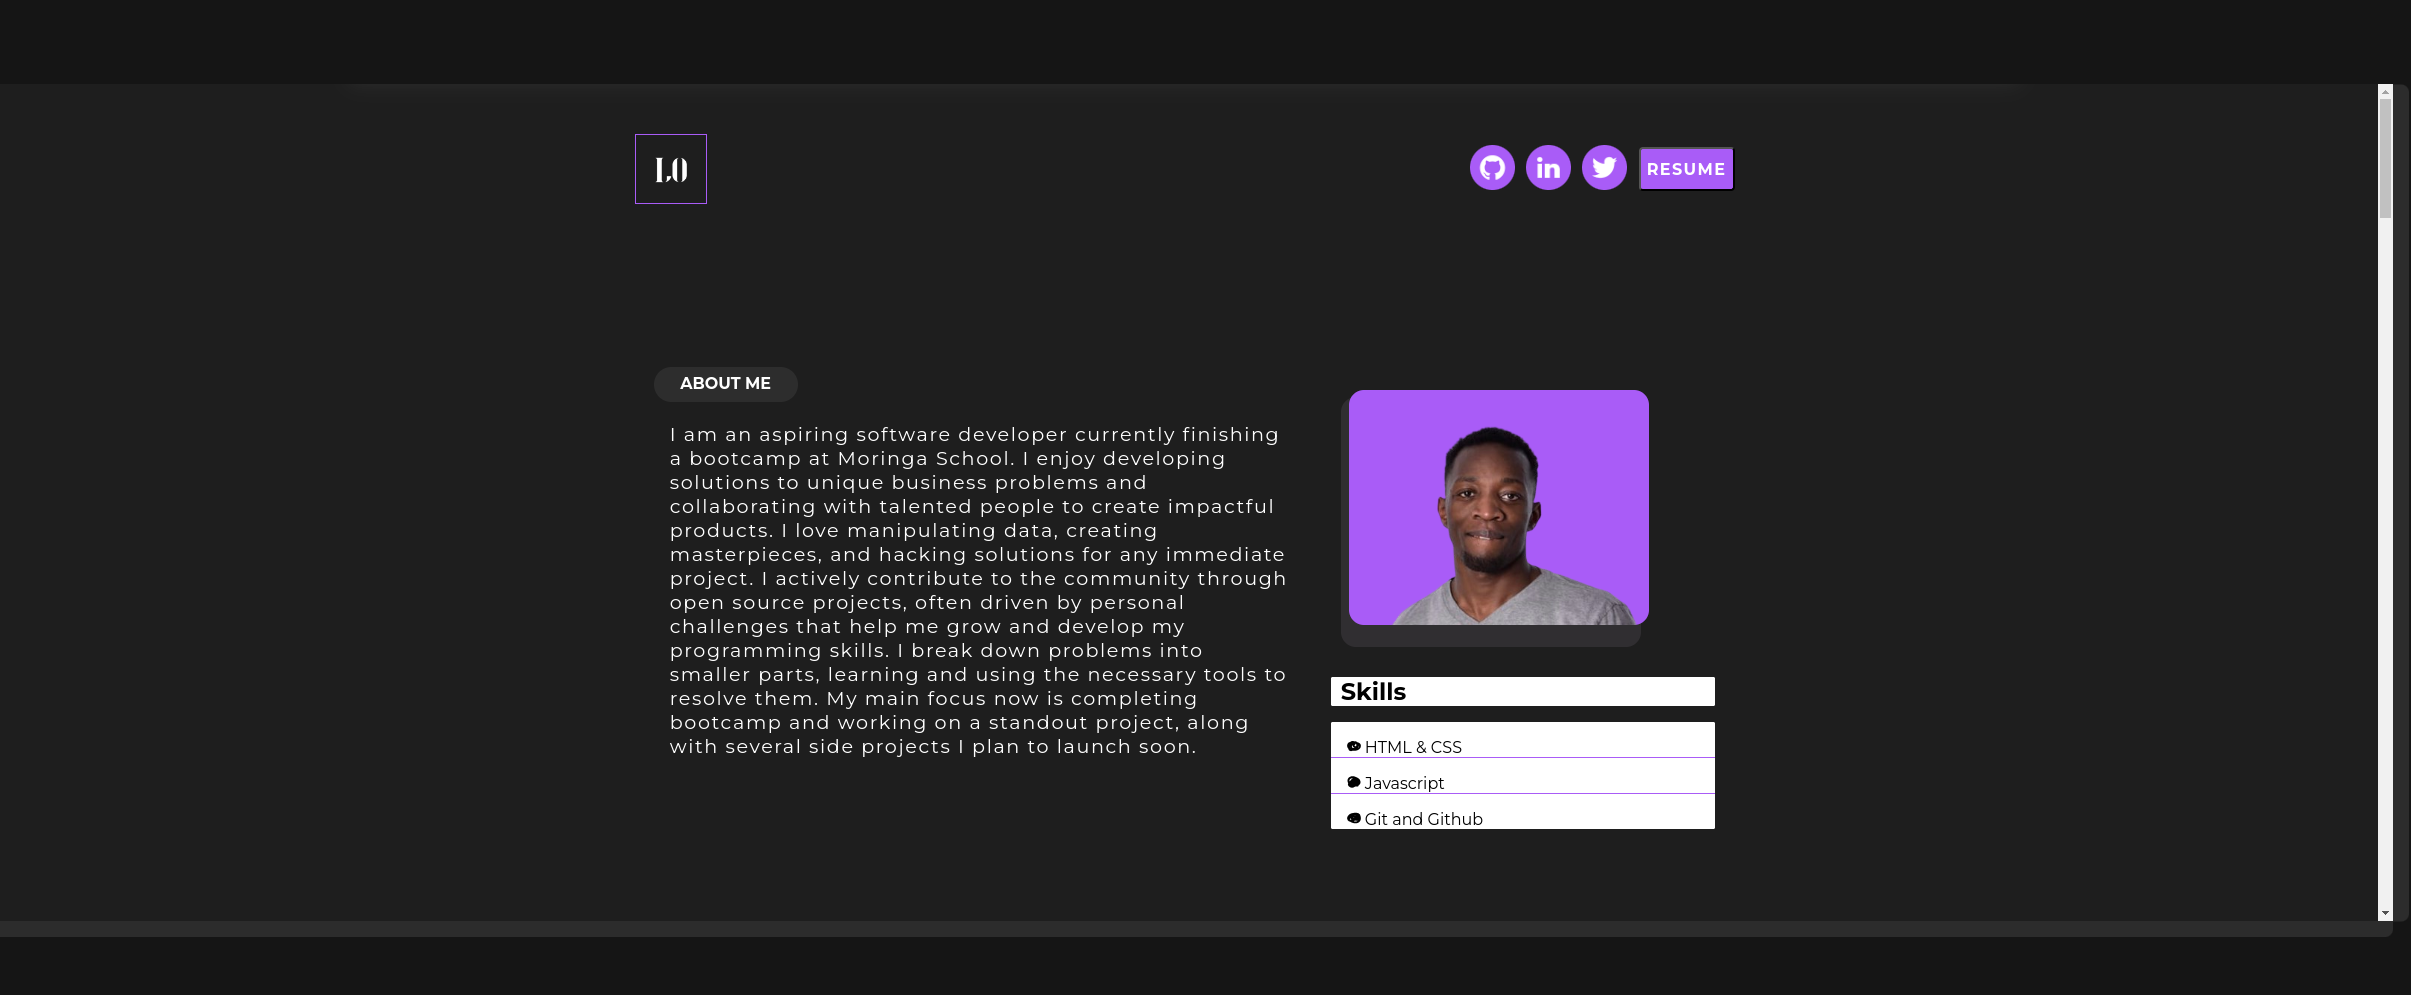 LO
RESUME
ABOUT ME
I am an aspiring software developer currently finishing
a bootcamp at Moringa School. I enjoy developing
solutions to unique business problems and
collaborating with talented people to create impactful
products. I love manipulating data, creating
masterpieces, and hacking solutions for any immediate
project. I actively contribute to the community through
open source projects, often driven by personal
challenges that help me grow and develop my
programming skills. I break down problems into
smaller parts, learning and using the necessary tools to
resolve them. My main focus now is completing
bootcamp and working on a standout project, along
with several side projects I plan to launch soon.
Skills
HTML & CSS
Javascript
Git and Github